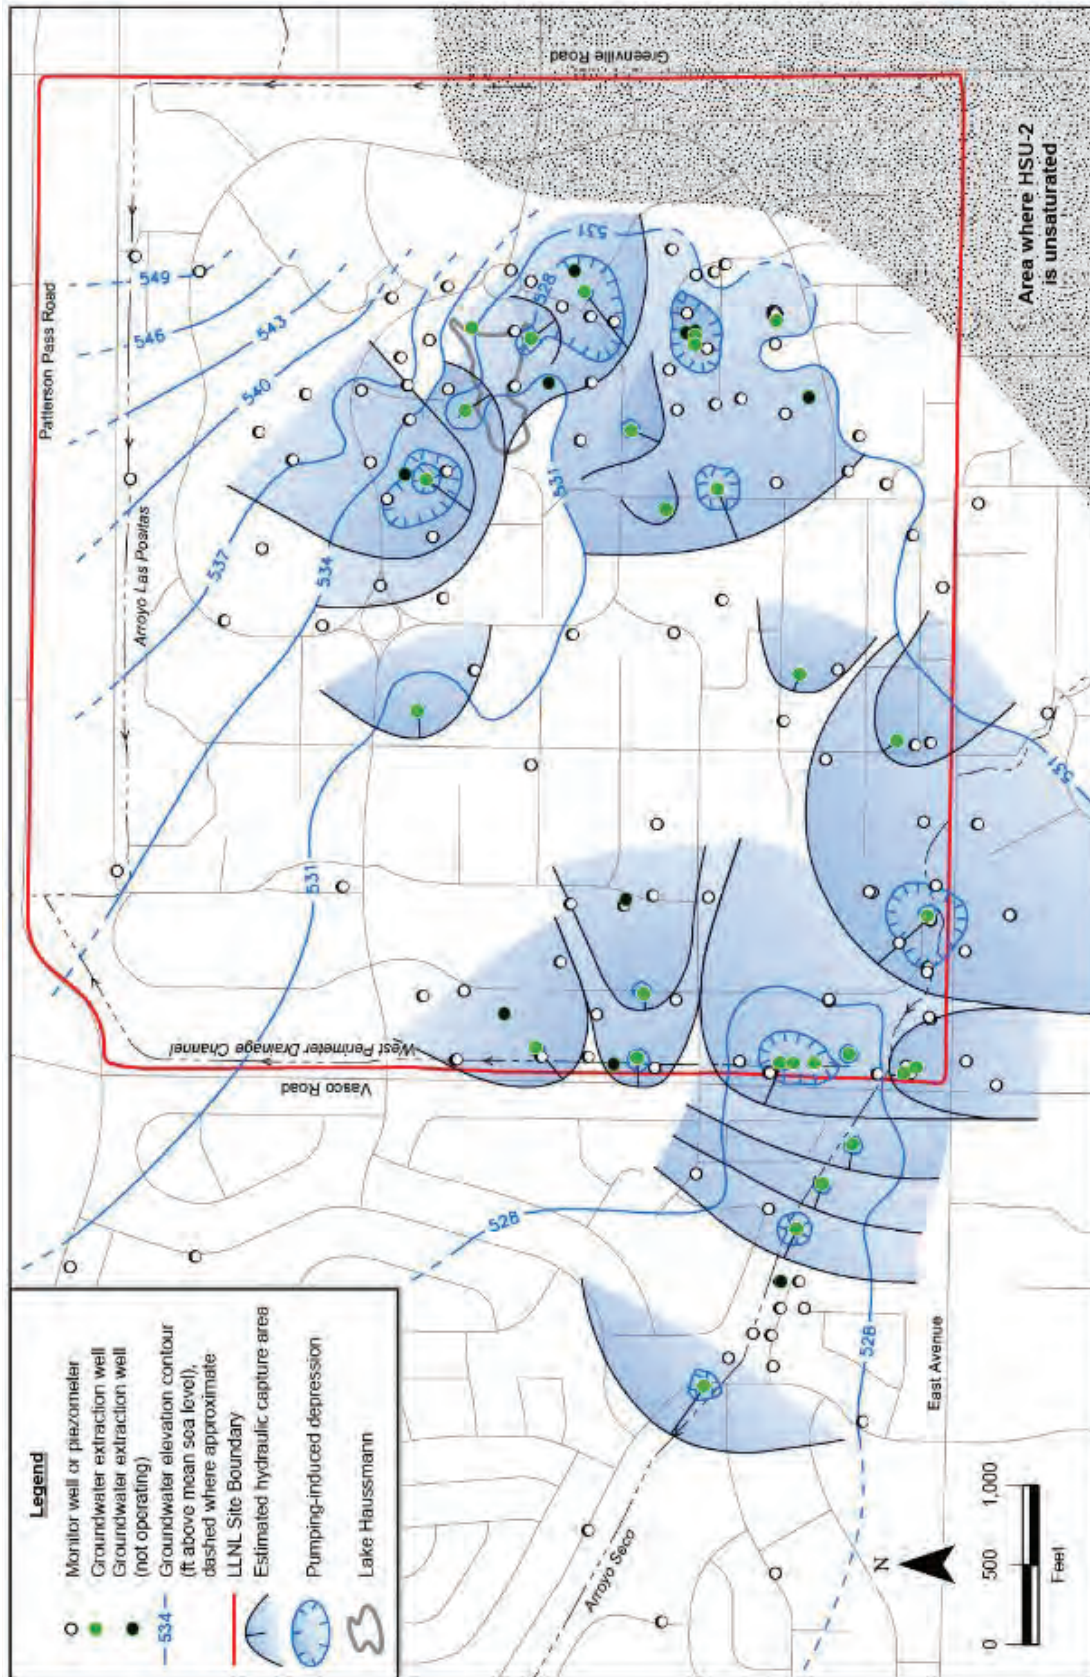 Legend
Monitor well or piezometer
Groundwater extraction well
Groundwater extraction well
(not operating)
534
Groundwater elevation contour
(ft above mean sea level),
dashed where approximate
LLNL Site Boundary
Estimated hydraulic capture area
Pumping-induced depression
Lake Haussmann
Patterson Pass Road
Greenville Road
Arroyo Las Positas
549
546
543
540
537
534
531
531
528
531
531
528
528
West Perimeter Drainage Channel
Vasco Road
Area where HSU-2
is unsaturated
East Avenue
Arroyo Seco
N
0
500
1,000
Feet